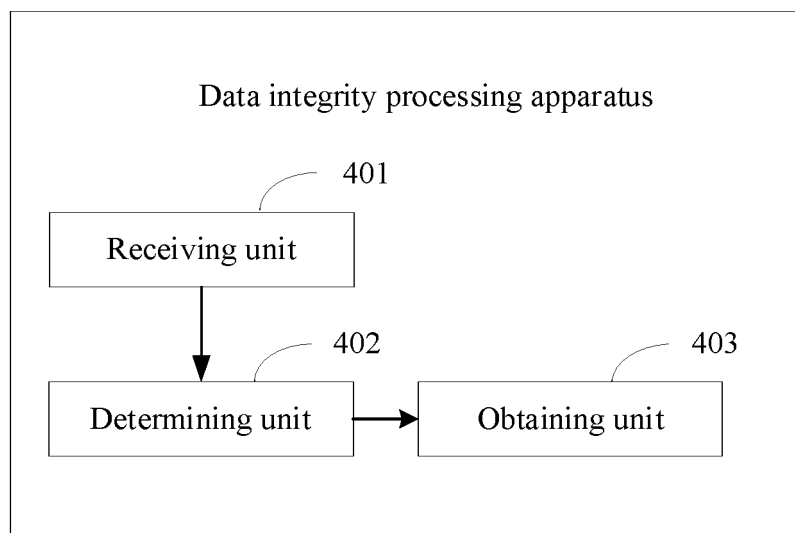 Data integrity processing apparatus
401
Receiving unit
402
Determining unit
403
Obtaining unit